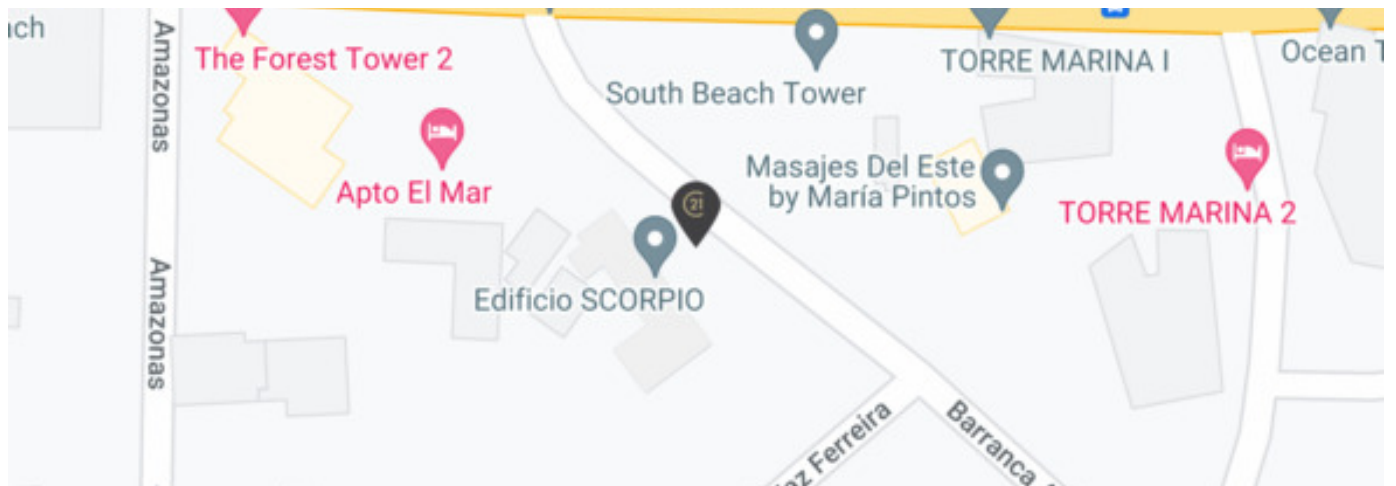 ach
Amazonas
The Forest Tower 2
South Beach Tower
TORRE MARINA I
Ocean T
Apto El Mar
21
Masajes Del Este
by María Pintos
TORRE MARINA 2
Edificio SCORPIO
Amazonas
az Ferreira
Barranca